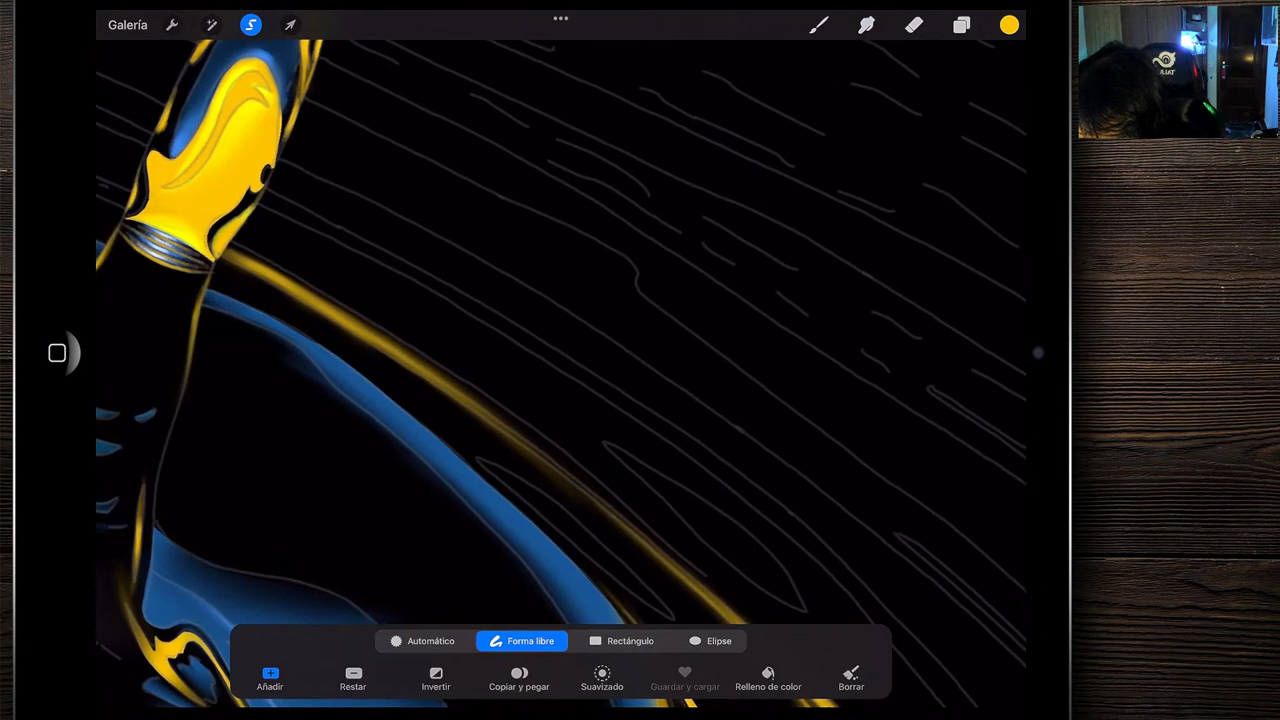 Galería
Automático
Forma libre
Rectángulo
Elipse
Añadir
Restar
Invertir
Copiar y pegar
Suavizado
Guardar y cargar
Relleno de color
Borrar